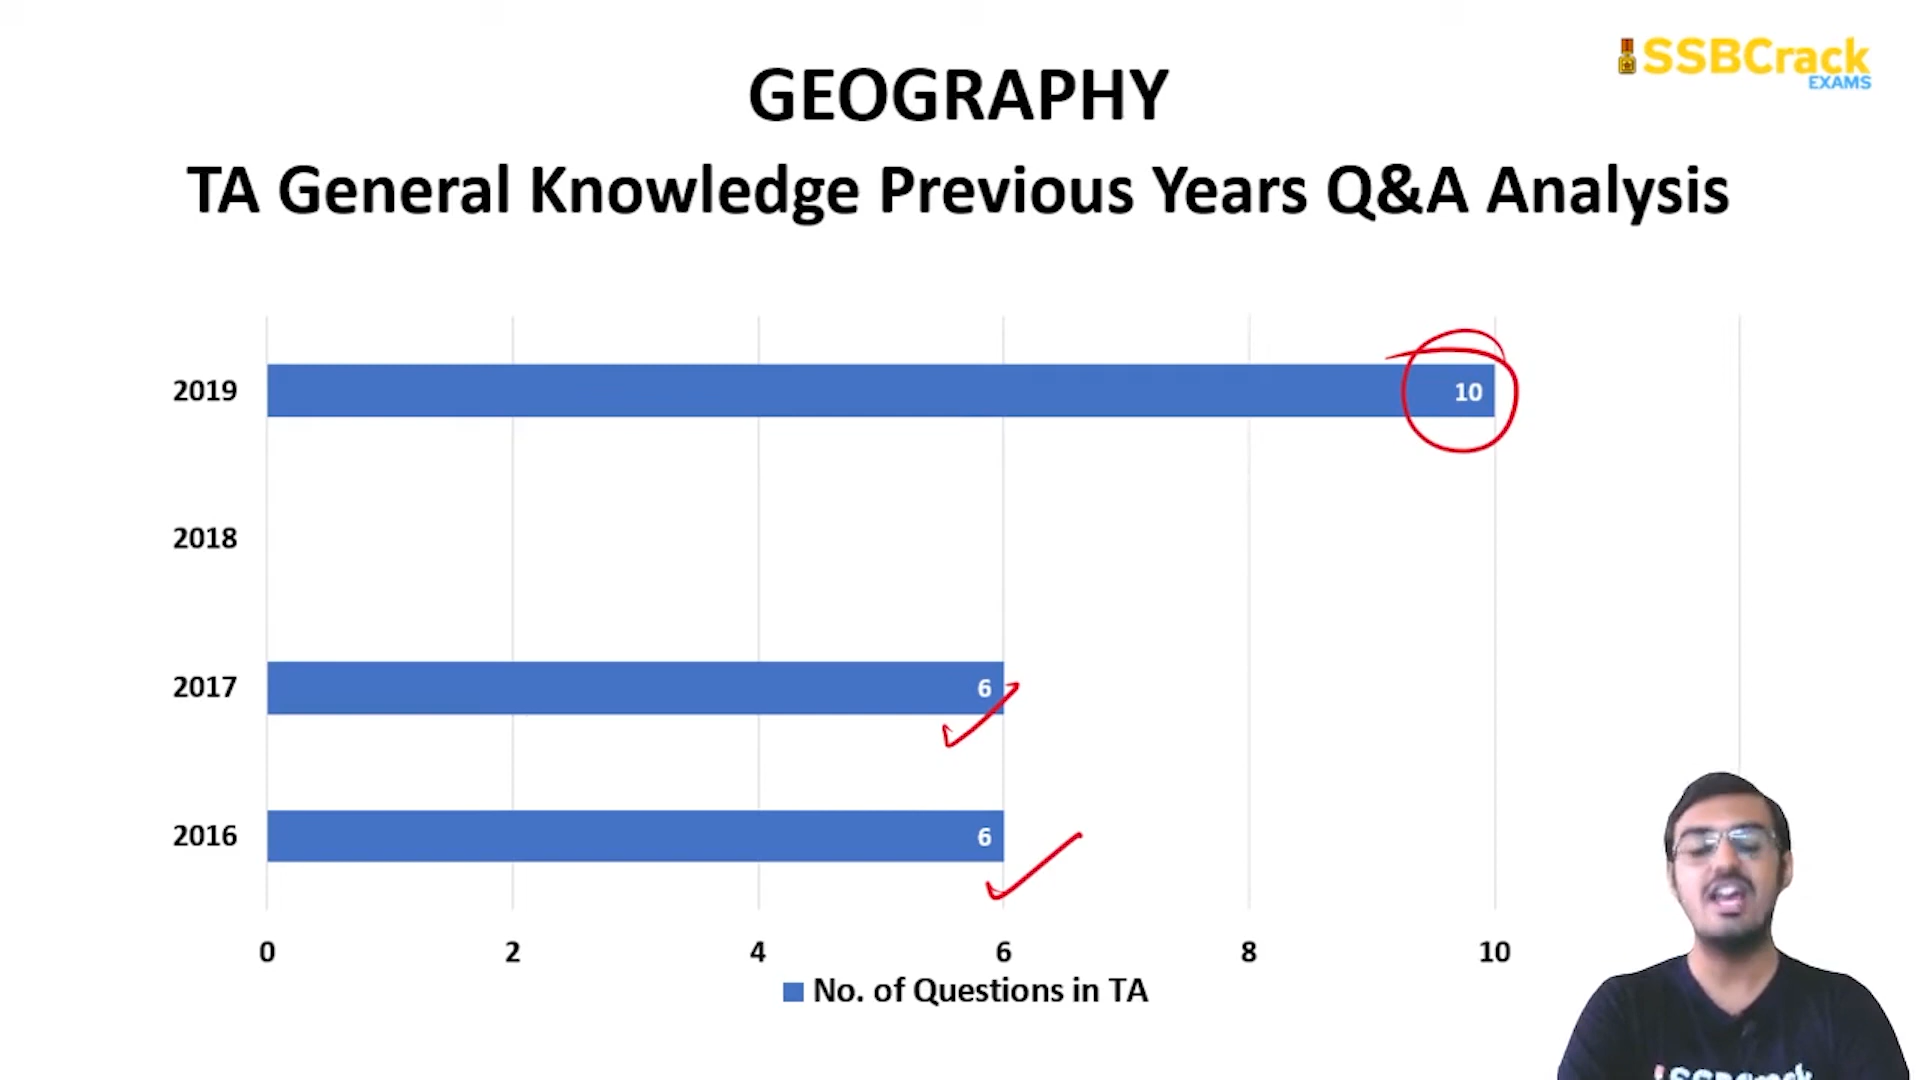 SSBCrack
EXAMS
GEOGRAPHY
TA General Knowledge Previous Years Q&A Analysis
2019
10
2018
2017
6
2016
6
0 2 4 6 8 10
No. of Questions in TA
SSBCrack